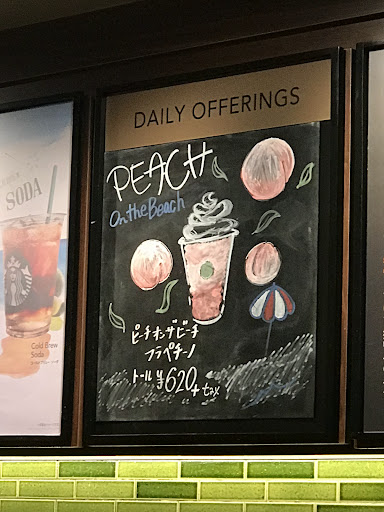 DAILY OFFERINGS
PEACH
On the Beach
ピーチオンザビーチ
フラペチーノ
トール ¥620+tax
SODA
Cold Brew
Soda